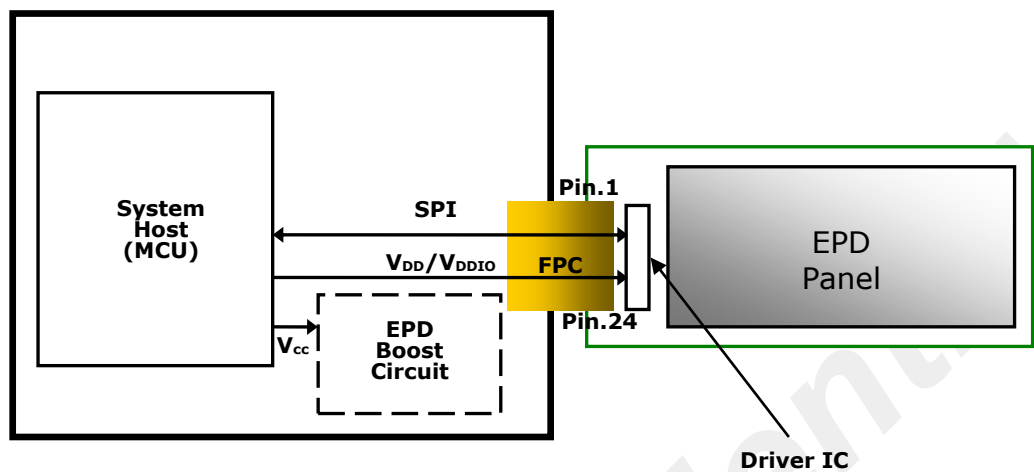 System
Host
(MCU)
SPI
VDD/VDDIO
Vcc
EPD
Boost
Circuit
Pin.1
FPC
Pin.24
EPD
Panel
Driver IC